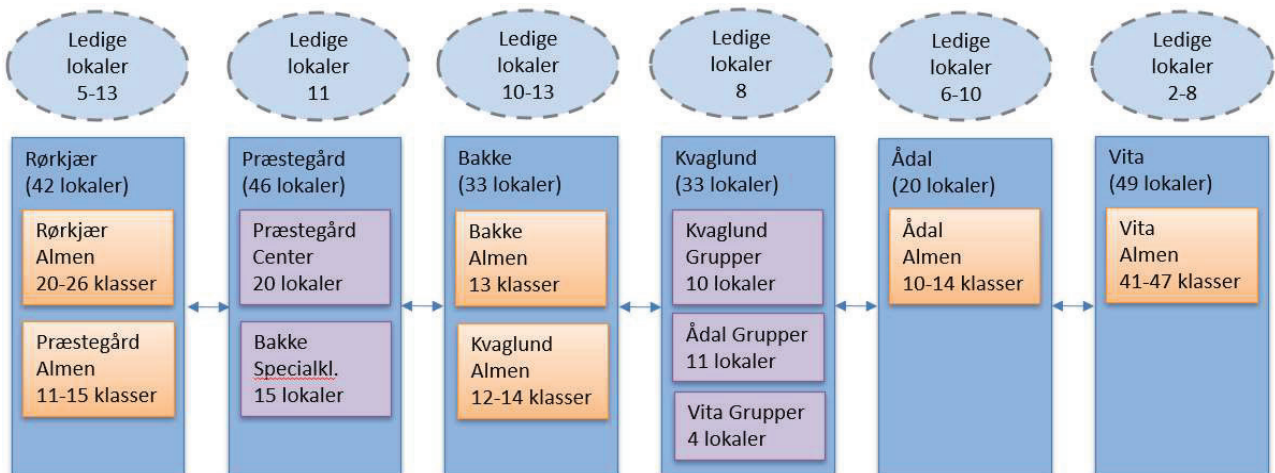 Ledige
lokaler
5-13
Ledige
lokaler
11
Ledige
lokaler
10-13
Ledige
lokaler
8
Ledige
lokaler
6-10
Ledige
lokaler
2-8
Rørkjær
(42 lokaler)
Rørkjær
Almen
20-26 klasser
Præstegård
Almen
11-15 klasser
Præstegård
(46 lokaler)
Præstegård
Center
20 lokaler
Bakke
Specialkl.
15 lokaler
Bakke
(33 lokaler)
Bakke
Almen
13 klasser
Kvaglund
Almen
12-14 klasser
Kvaglund
(33 lokaler)
Kvaglund
Grupper
10 lokaler
Ådal Grupper
11 lokaler
Vita Grupper
4 lokaler
Ådal
(20 lokaler)
Ådal
Almen
10-14 klasser
Vita
(49 lokaler)
Vita
Almen
41-47 klasser